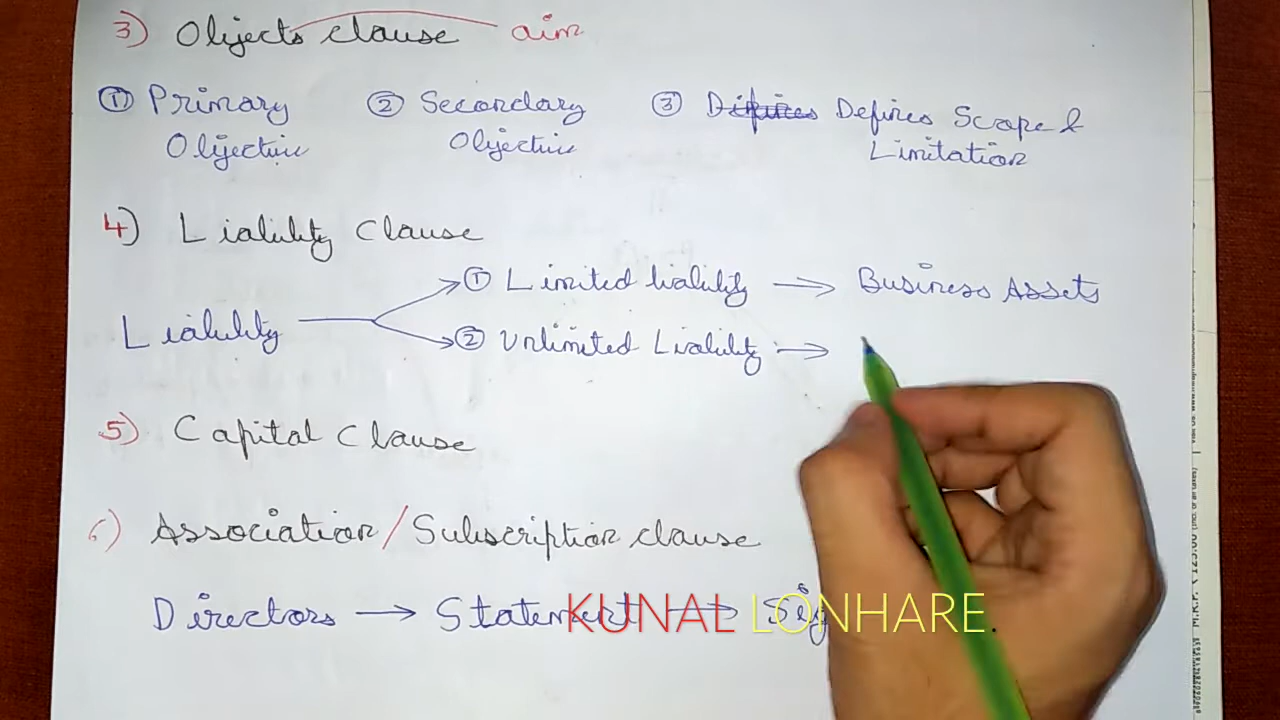 3) Objects clause aim
① Primary Objective ② Secondary Objective ③ Defines Defines Scope & Limitation
4) Liability Clause
Liability
① Limited liability → Business Assets
② Unlimited Liability →
5) Capital Clause
6) Association/Subscription clause
Directors → Statement → Sig
KUNAL LONHARE.